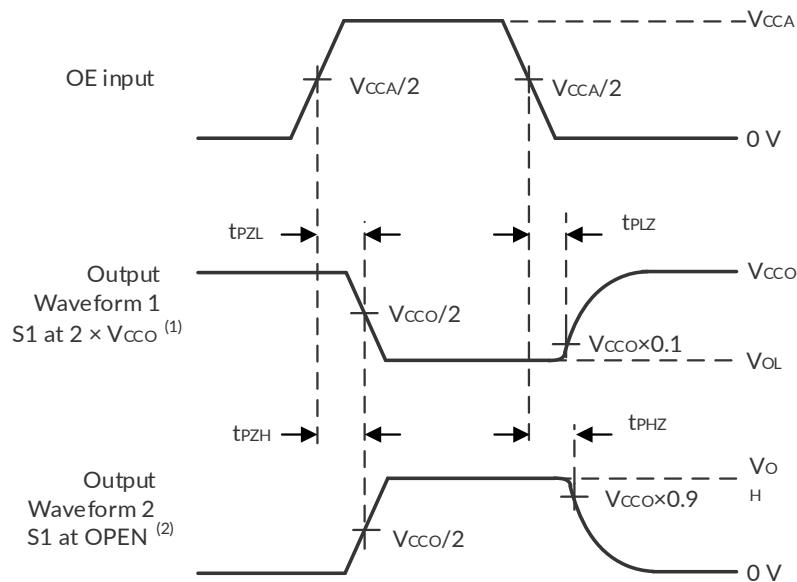 VCCA
OE input
VCCA/2
VCCA/2
0 V
tPZL
tPLZ
Output
Waveform 1
S1 at 2 × VCCO (1)
VCCO
VCCO/2
VCCO×0.1
VOL
tPZH
tPHZ
Output
Waveform 2
S1 at OPEN (2)
VO
H
VCCO×0.9
VCCO/2
0 V